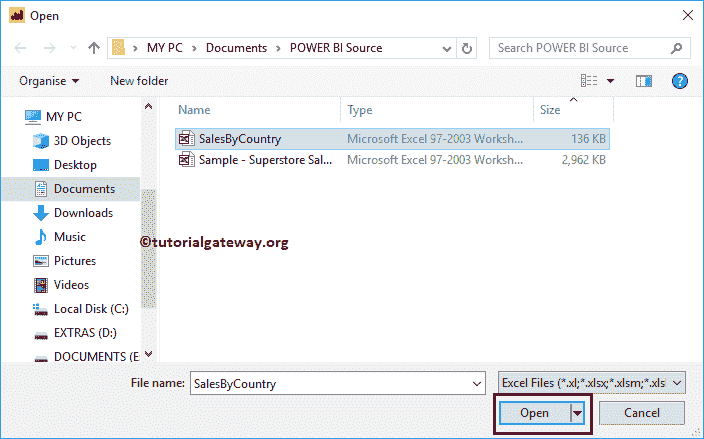 Open
MY PC Documents POWER BI Source Search POWER BI Source
Organise New folder ?
Name Type Size
MY PC
3D Objects
Desktop
Documents
Downloads
Music
Pictures
Videos
Local Disk (C:)
EXTRAS (D:)
DOCUMENTS (E
SalesByCountry Microsoft Excel 97-2003 Worksh... 136 KB
Sample - Superstore Sal... Microsoft Excel 97-2003 Worksh... 2,962 KB
©tutorialgateway.org
File name: SalesByCountry Excel Files (*.xl;*.xlsx;*.xlsm;*.xls
Open Cancel